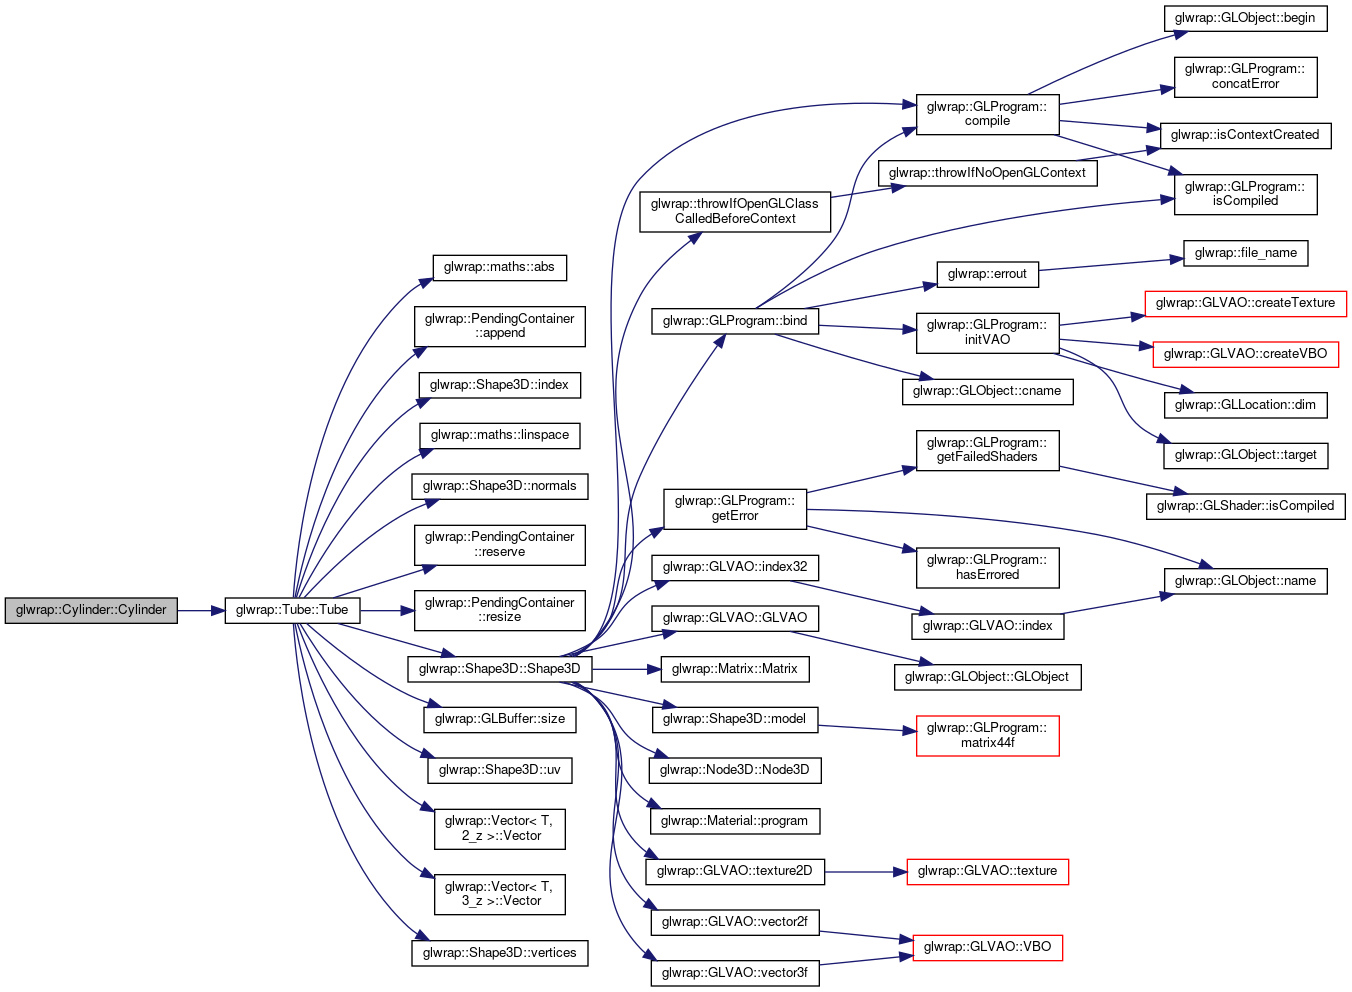 glwrap::Cylinder::Cylinder
glwrap::Tube::Tube
glwrap::maths::abs
glwrap::PendingContainer
::append
glwrap::Shape3D::index
glwrap::maths::linspace
glwrap::Shape3D::normals
glwrap::PendingContainer
::reserve
glwrap::PendingContainer
::resize
glwrap::Shape3D::Shape3D
glwrap::GLBuffer::size
glwrap::Shape3D::uv
glwrap::Vector< T,
2_z >::Vector
glwrap::Vector< T,
3_z >::Vector
glwrap::Shape3D::vertices
glwrap::throwIfOpenGLClass
CalledBeforeContext
glwrap::GLProgram::bind
glwrap::GLProgram::
getError
glwrap::GLVAO::index32
glwrap::GLVAO::GLVAO
glwrap::Matrix::Matrix
glwrap::Shape3D::model
glwrap::Node3D::Node3D
glwrap::Material::program
glwrap::GLVAO::texture2D
glwrap::GLVAO::vector2f
glwrap::GLVAO::vector3f
glwrap::GLProgram::
compile
glwrap::throwIfNoOpenGLContext
glwrap::errout
glwrap::GLProgram::
initVAO
glwrap::GLObject::cname
glwrap::GLProgram::
getFailedShaders
glwrap::GLProgram::
hasErrored
glwrap::GLVAO::index
glwrap::GLObject::GLObject
glwrap::GLProgram::
matrix44f
glwrap::GLVAO::texture
glwrap::GLVAO::VBO
glwrap::GLObject::begin
glwrap::GLProgram::
concatError
glwrap::isContextCreated
glwrap::GLProgram::
isCompiled
glwrap::file_name
glwrap::GLVAO::createTexture
glwrap::GLVAO::createVBO
glwrap::GLLocation::dim
glwrap::GLObject::target
glwrap::GLShader::isCompiled
glwrap::GLObject::name